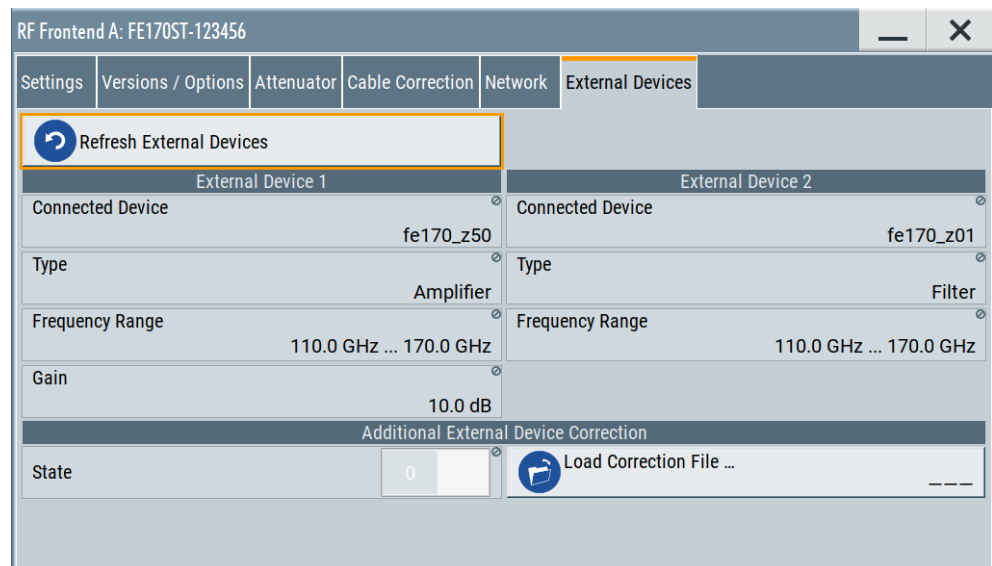 RF Frontend A: FE170ST-123456
Settings Versions / Options Attenuator Cable Correction Network External Devices
Refresh External Devices
External Device 1 External Device 2
Connected Device Connected Device
fe170_z50 fe170_z01
Type Type
Amplifier Filter
Frequency Range Frequency Range
110.0 GHz ... 170.0 GHz 110.0 GHz ... 170.0 GHz
Gain
10.0 dB
Additional External Device Correction
State 0 Load Correction File ...
___